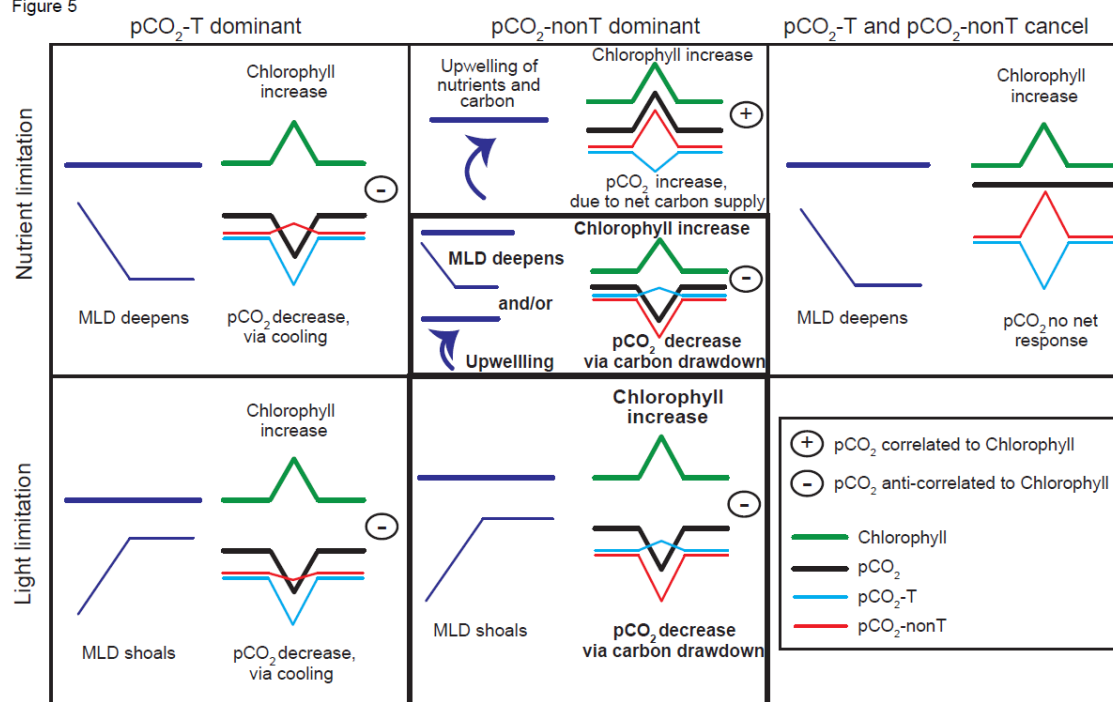 Figure 5
pCO₂-T dominant
pCO₂-nonT dominant
pCO₂-T and pCO₂-nonT cancel
Nutrient limitation
Chlorophyll
increase
-
MLD deepens
pCO₂ decrease,
via cooling
Upwelling of
nutrients and
carbon
Chlorophyll increase
+
pCO₂ increase,
due to net carbon supply
Chlorophyll increase
MLD deepens
-
and/or
Upwellling
pCO₂ decrease
via carbon drawdown
Chlorophyll
increase
MLD deepens
pCO₂ no net
response
Light limitation
Chlorophyll
increase
-
MLD shoals
pCO₂ decrease,
via cooling
Chlorophyll
increase
-
MLD shoals
pCO₂ decrease
via carbon drawdown
+ pCO₂ correlated to Chlorophyll
- pCO₂ anti-correlated to Chlorophyll
Chlorophyll
pCO₂
pCO₂-T
pCO₂-nonT